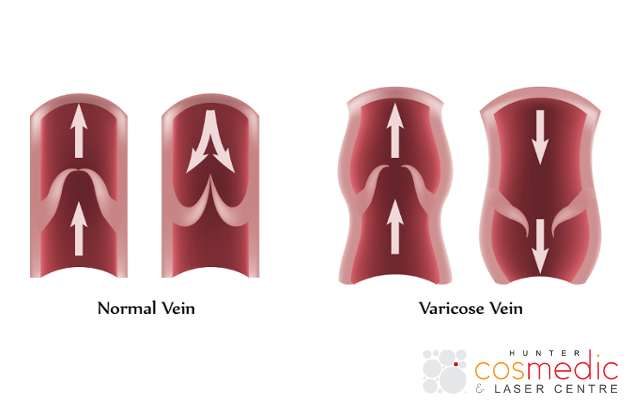 Normal Vein
Varicose Vein
HUNTER
cosmedic
& LASER CENTRE